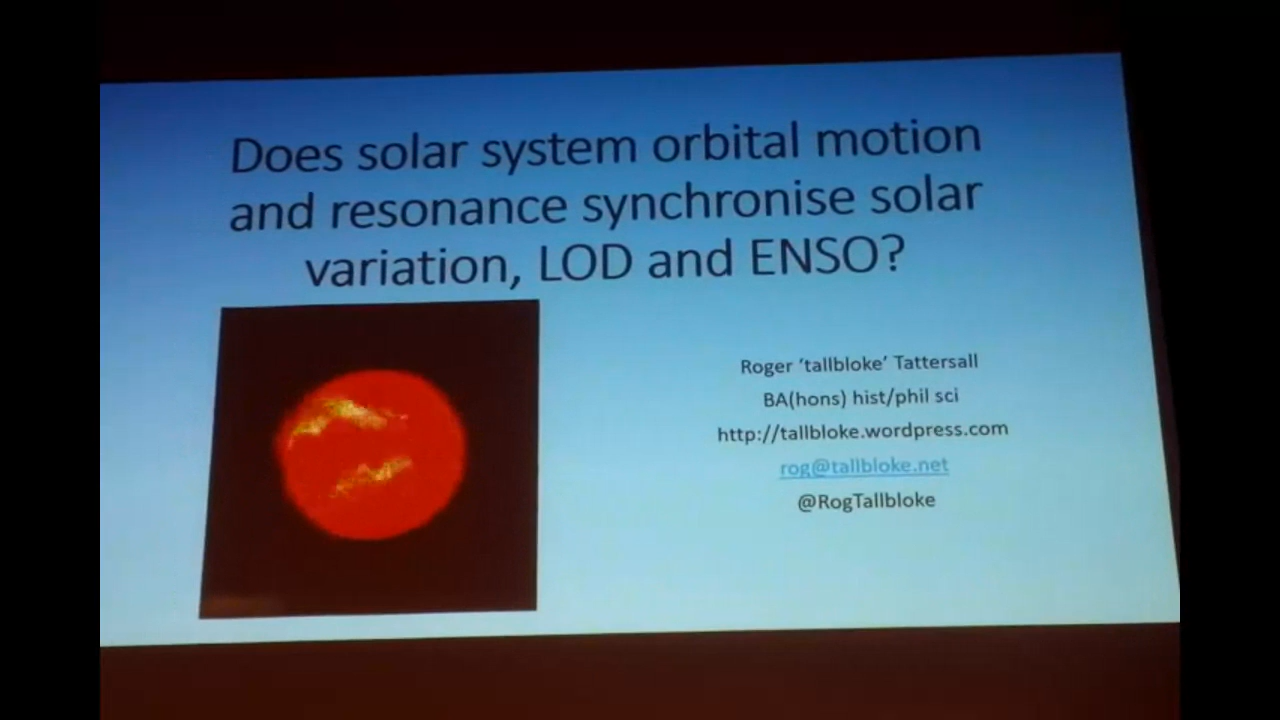 Does solar system orbital motion
and resonance synchronise solar
variation, LOD and ENSO?
Roger ‘tallbloke’ Tattersall
BA(hons) hist/phil sci
http://tallbloke.wordpress.com
rog@tallbloke.net
@RogTallbloke